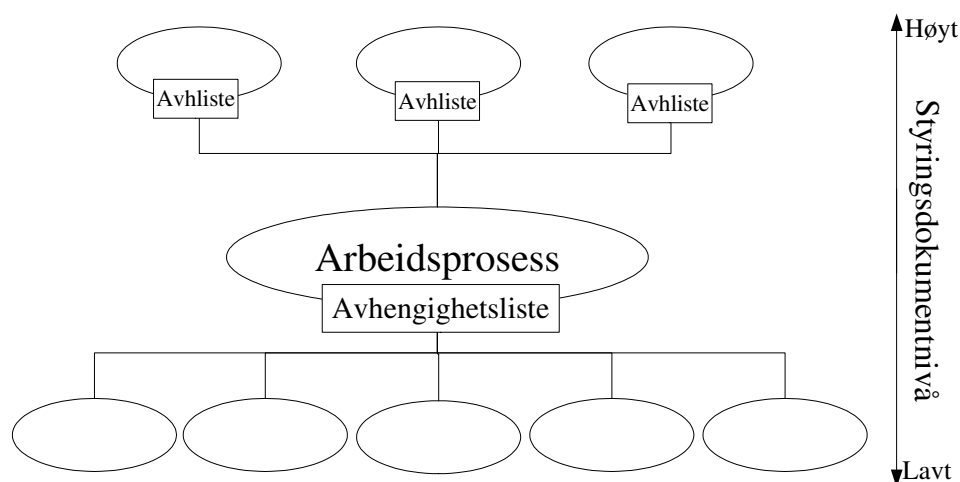 Høyt
Avhliste
Avhliste
Avhliste
Styringsdokumentnivå
Arbeidsprosess
Avhengighetsliste
Lavt